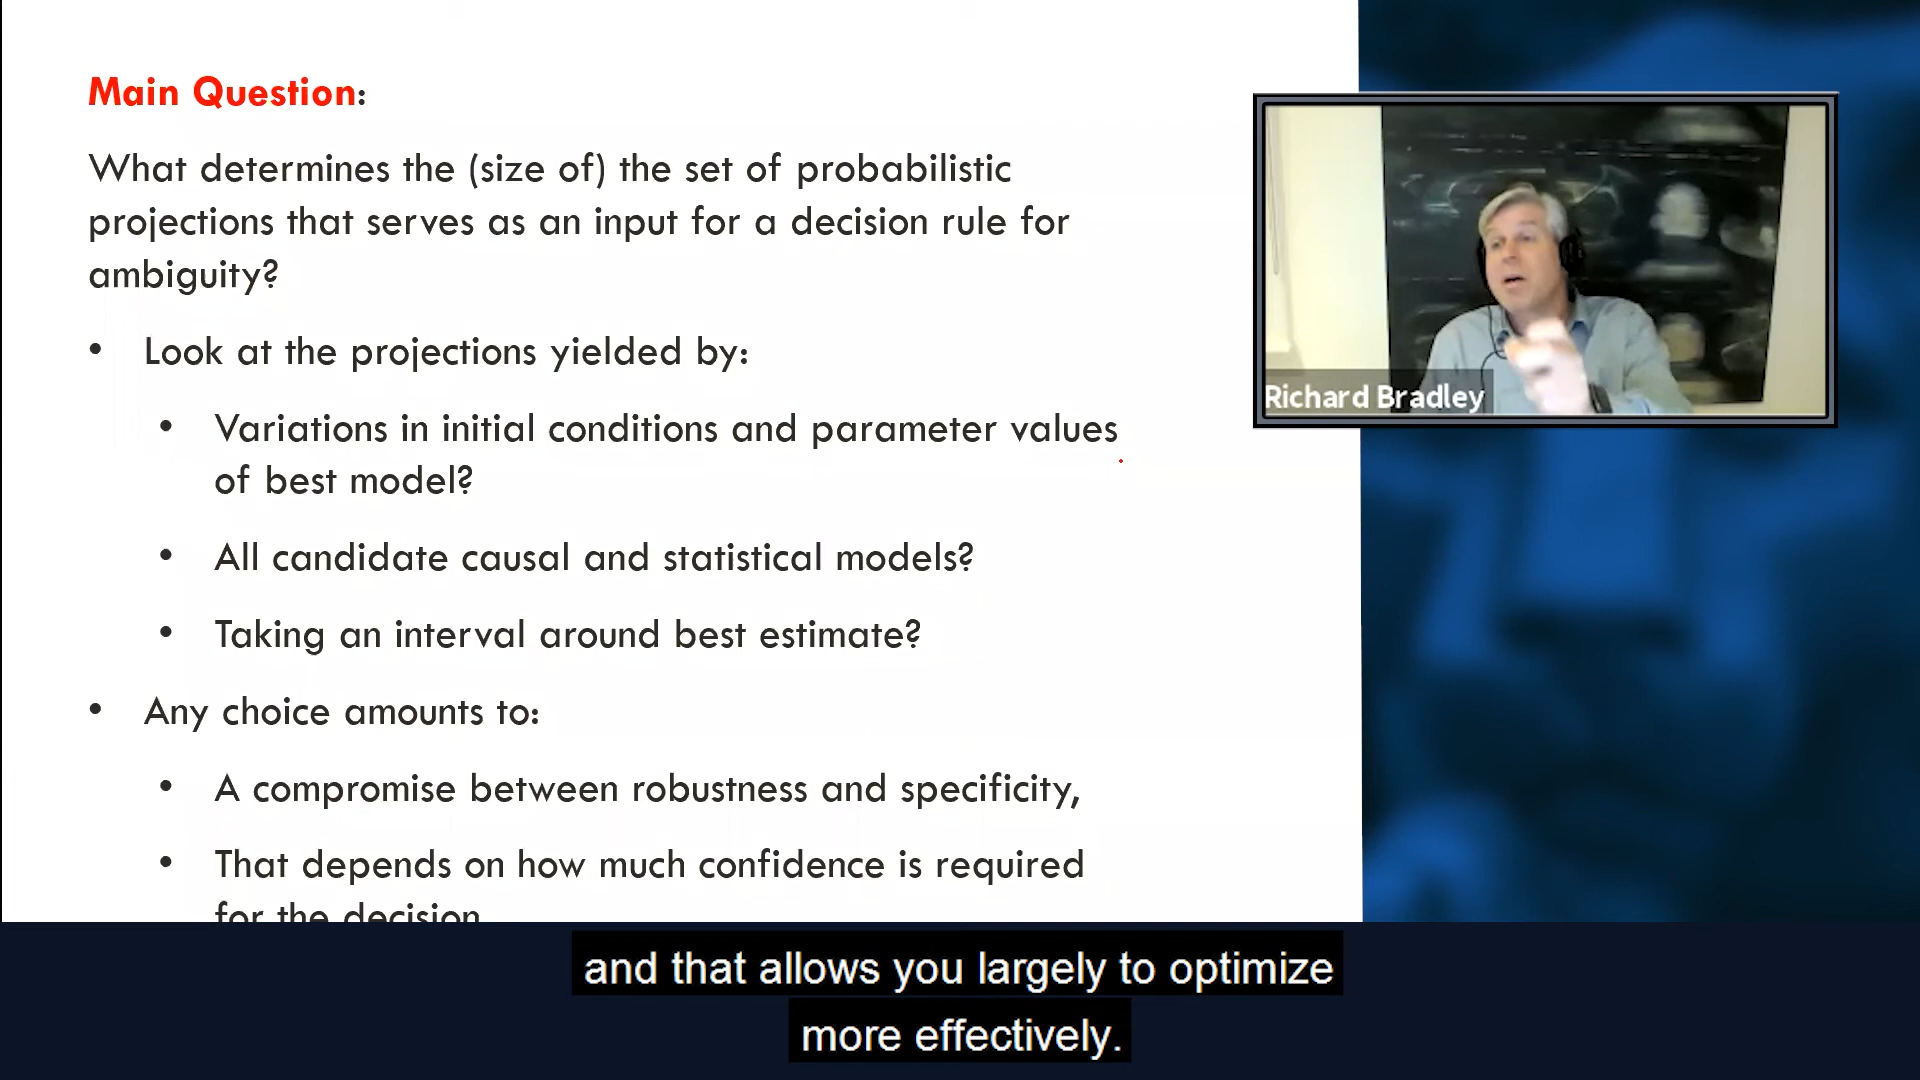 Main Question:
What determines the (size of) the set of probabilistic
projections that serves as an input for a decision rule for
ambiguity?
• Look at the projections yielded by:
• Variations in initial conditions and parameter values
of best model?
• All candidate causal and statistical models?
• Taking an interval around best estimate?
• Any choice amounts to:
• A compromise between robustness and specificity,
• That depends on how much confidence is required
for the decision
Richard Bradley
and that allows you largely to optimize
more effectively.